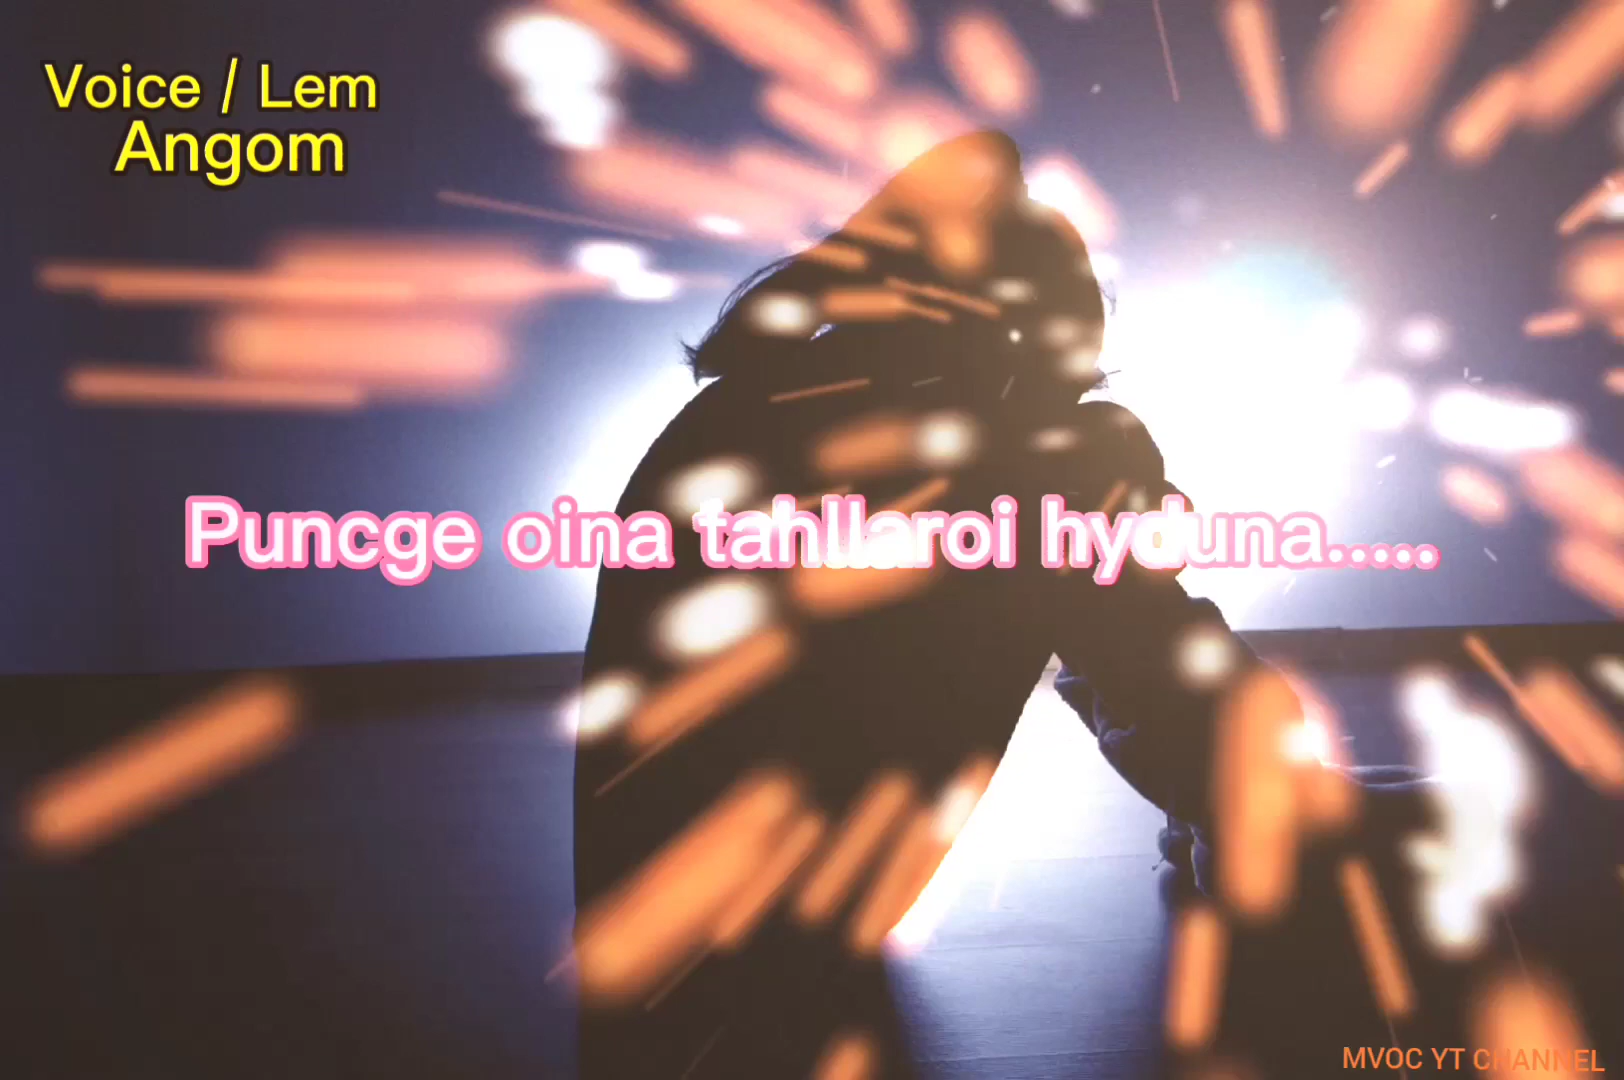 Voice / Lem
Angom
Puncge oina tahllaroi hyduna.....
MVOC YT CHANNEL